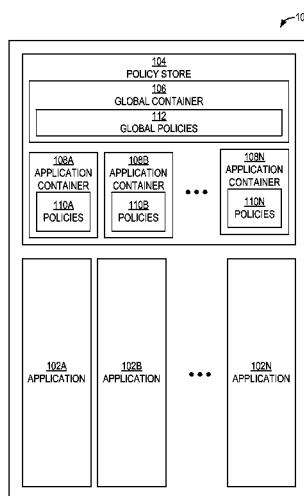 10
104
POLICY STORE
106
GLOBAL CONTAINER
112
GLOBAL POLICIES
108A
APPLICATION
CONTAINER
110A
POLICIES
108B
APPLICATION
CONTAINER
110B
POLICIES
•••
108N
APPLICATION
CONTAINER
110N
POLICIES
102A
APPLICATION
102B
APPLICATION
•••
102N
APPLICATION